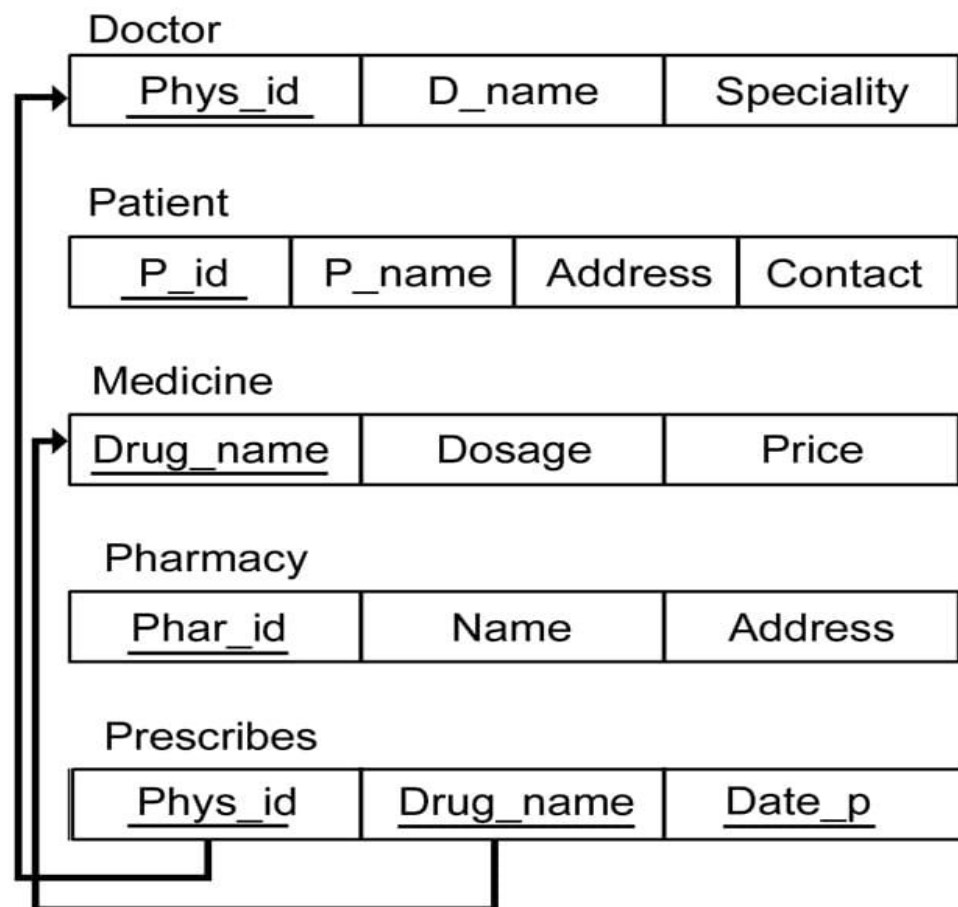 Doctor
Phys_id D_name Speciality
Patient
P_id P_name Address Contact
Medicine
Drug_name Dosage Price
Pharmacy
Phar_id Name Address
Prescribes
Phys_id Drug_name Date_p